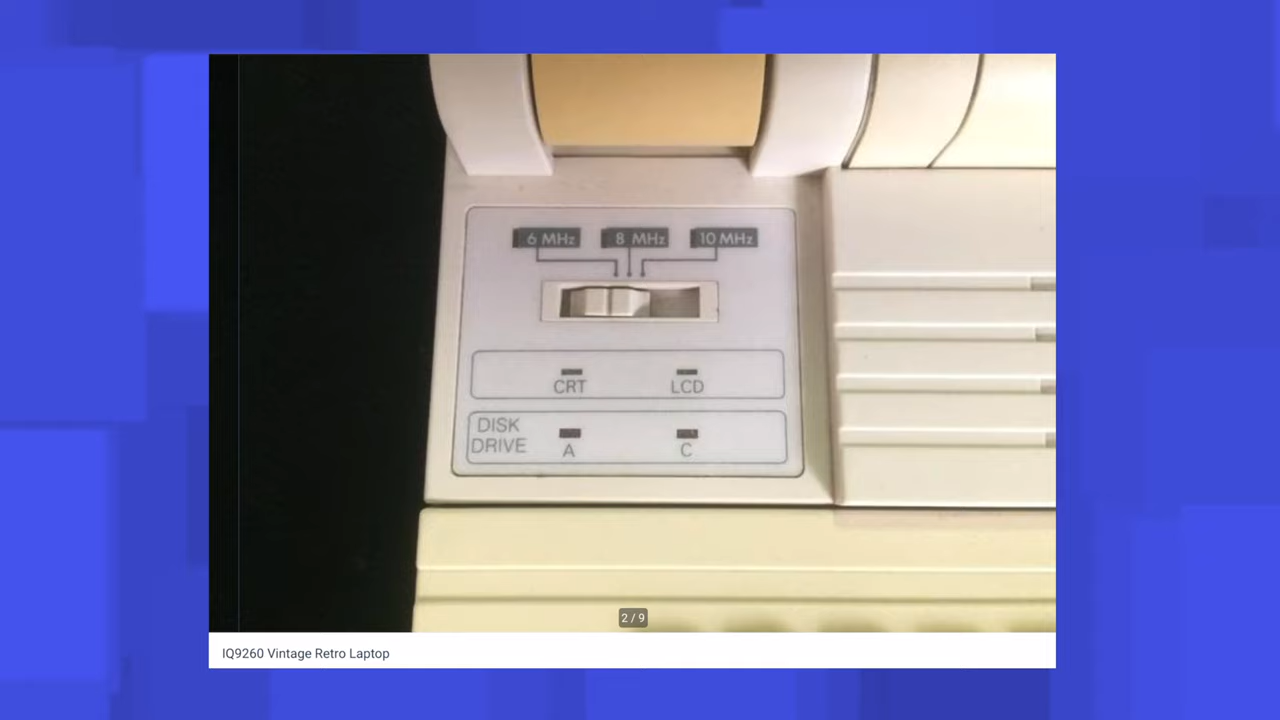 6 MHz 8 MHz 10 MHz
CRT LCD
DISK
DRIVE
A C
2 / 9
IQ9260 Vintage Retro Laptop